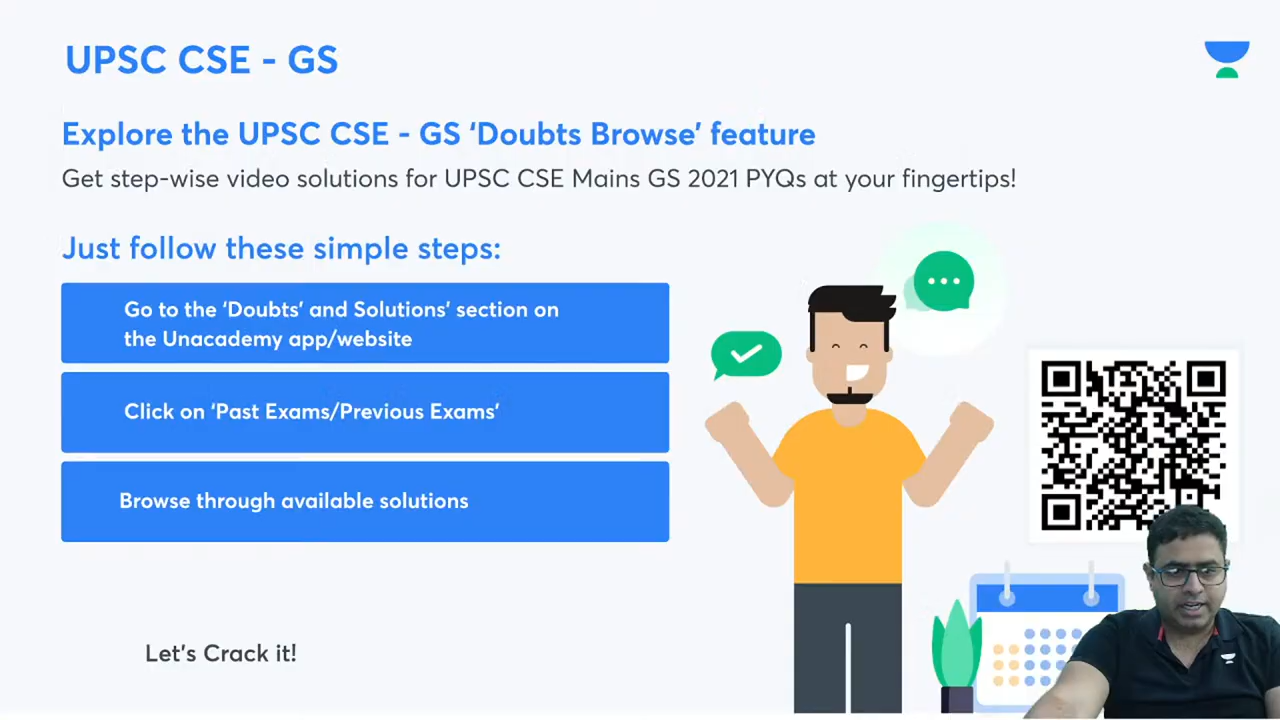 UPSC CSE - GS
Explore the UPSC CSE - GS ‘Doubts Browse’ feature
Get step-wise video solutions for UPSC CSE Mains GS 2021 PYQs at your fingertips!
Just follow these simple steps:
Go to the ‘Doubts’ and Solutions’ section on
the Unacademy app/website
Click on ‘Past Exams/Previous Exams’
Browse through available solutions
Let’s Crack it!